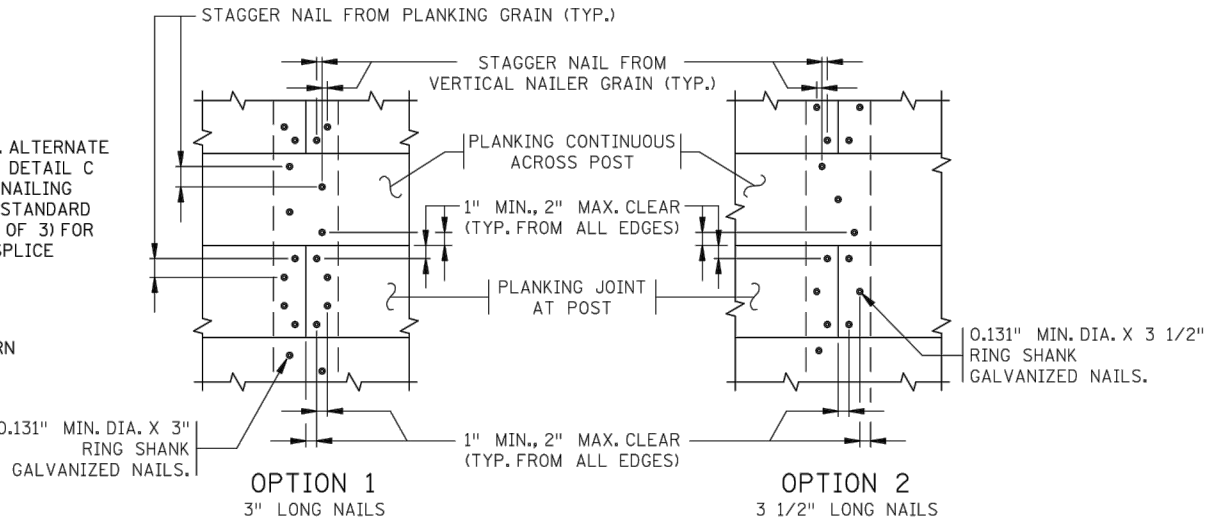 STAGGER NAIL FROM PLANKING GRAIN (TYP.)
STAGGER NAIL FROM
VERTICAL NAILER GRAIN (TYP.)
. ALTERNATE
DETAIL C
NAILING
STANDARD
OF 3) FOR
SPLICE
PLANKING CONTINUOUS
ACROSS POST
1" MIN., 2" MAX. CLEAR
(TYP. FROM ALL EDGES)
PLANKING JOINT
AT POST
RN
0.131" MIN. DIA. X 3 1/2"
RING SHANK
GALVANIZED NAILS.
0.131" MIN. DIA. X 3"
RING SHANK
GALVANIZED NAILS.
1" MIN., 2" MAX. CLEAR
(TYP. FROM ALL EDGES)
OPTION 1
3" LONG NAILS
OPTION 2
3 1/2" LONG NAILS